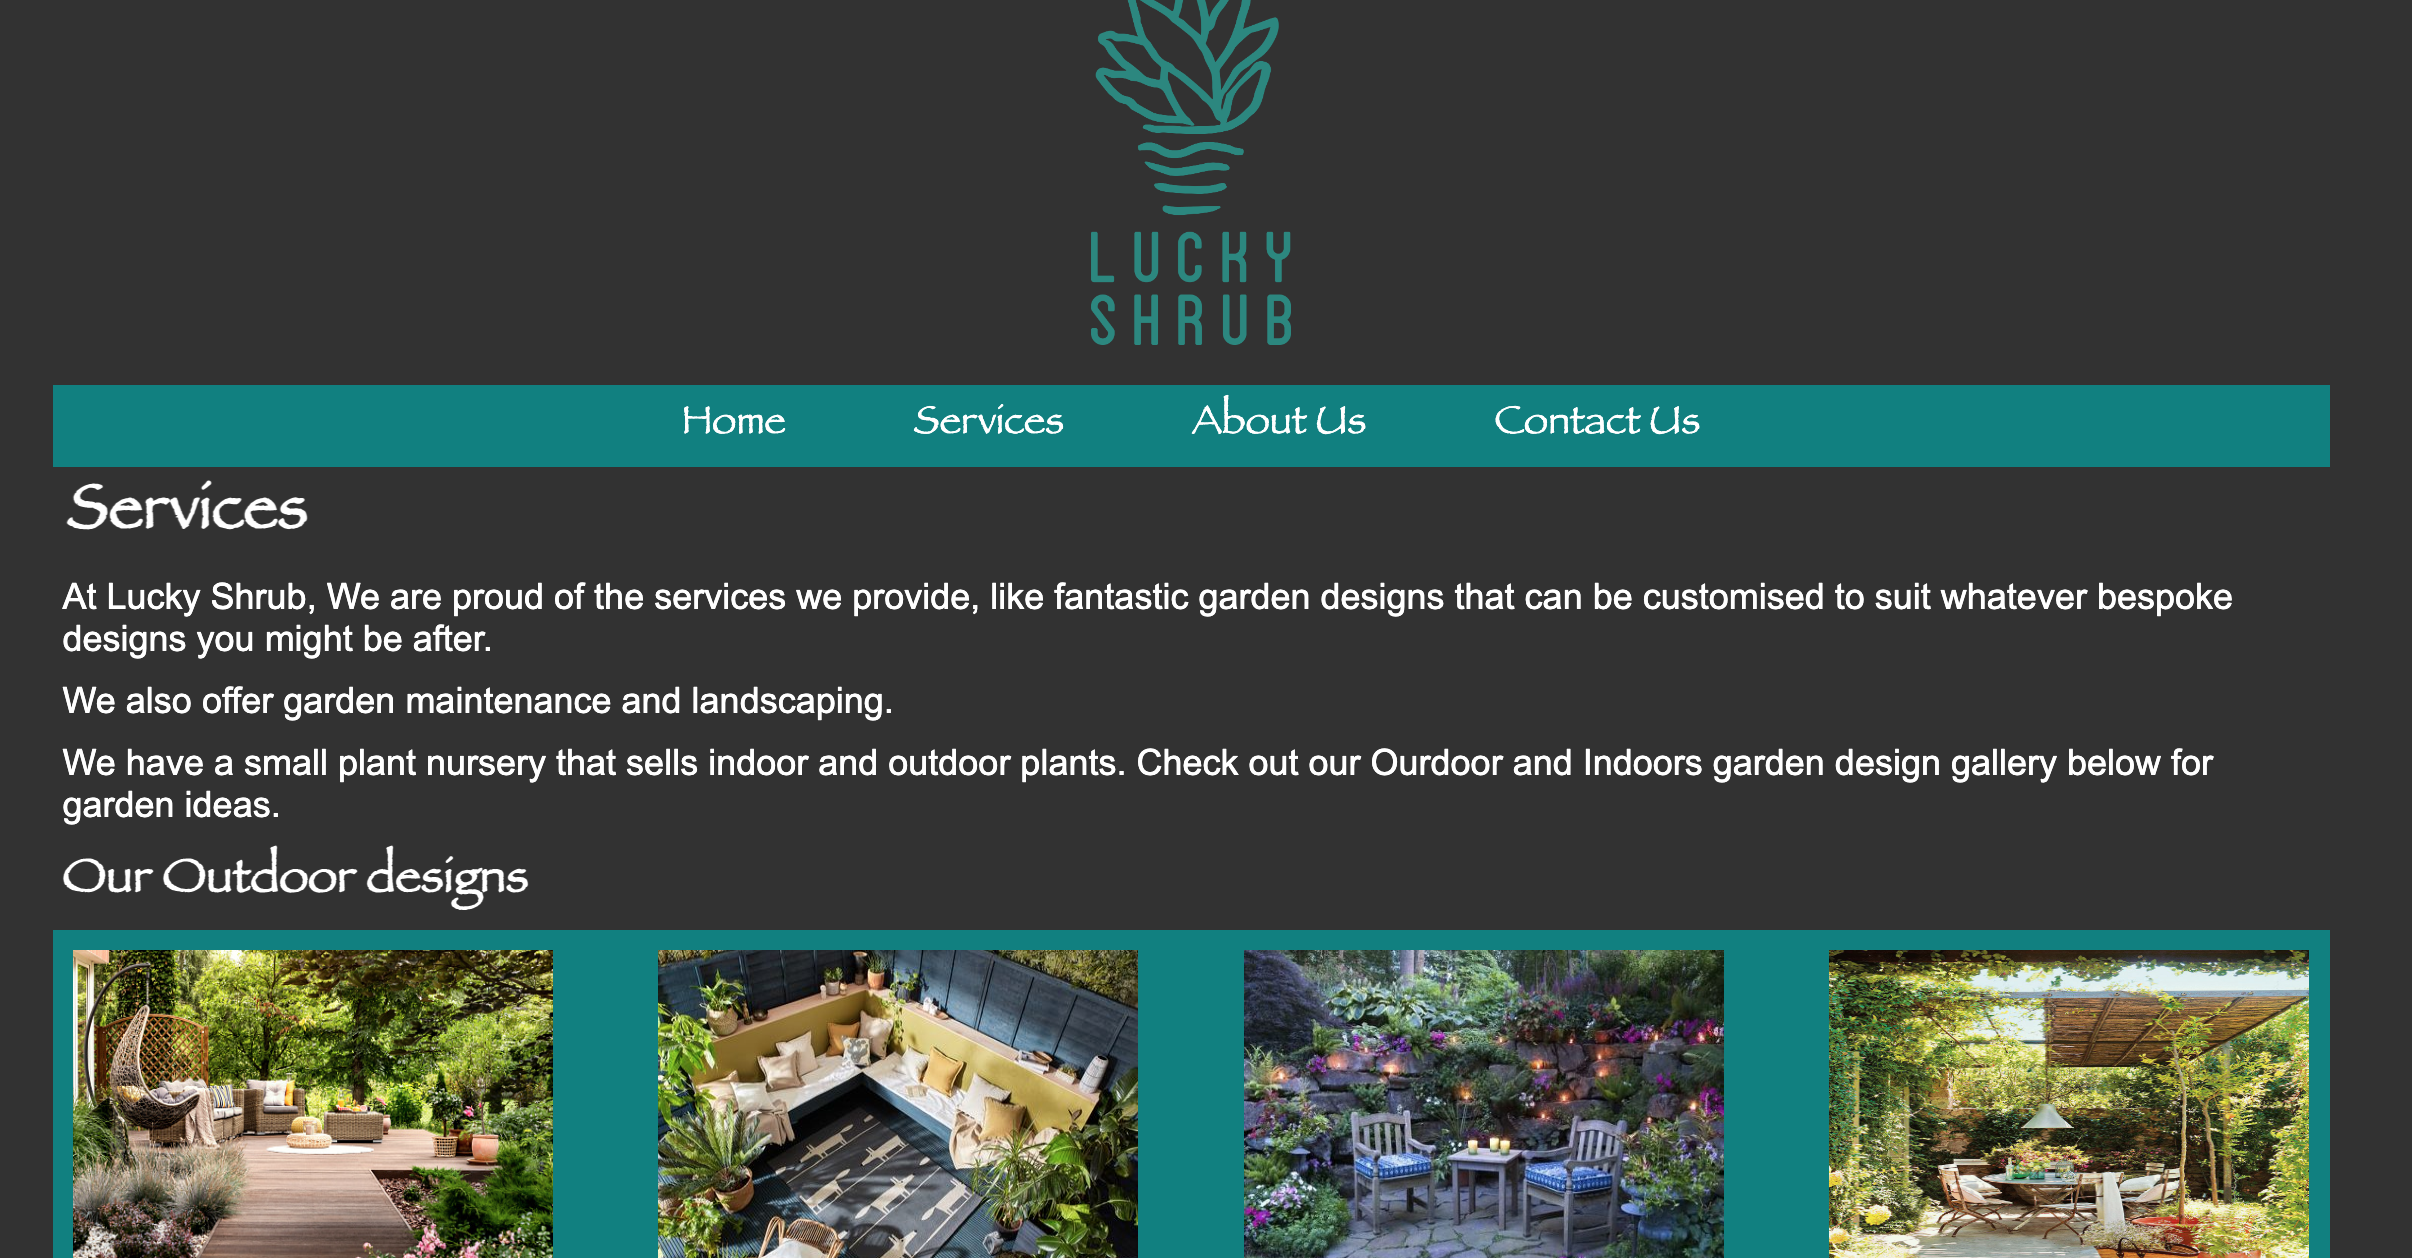 LUCKY
SHRUB
Home Services About Us Contact Us
Services
At Lucky Shrub, We are proud of the services we provide, like fantastic garden designs that can be customised to suit whatever bespoke
designs you might be after.
We also offer garden maintenance and landscaping.
We have a small plant nursery that sells indoor and outdoor plants. Check out our Ourdoor and Indoors garden design gallery below for
garden ideas.
Our Outdoor designs